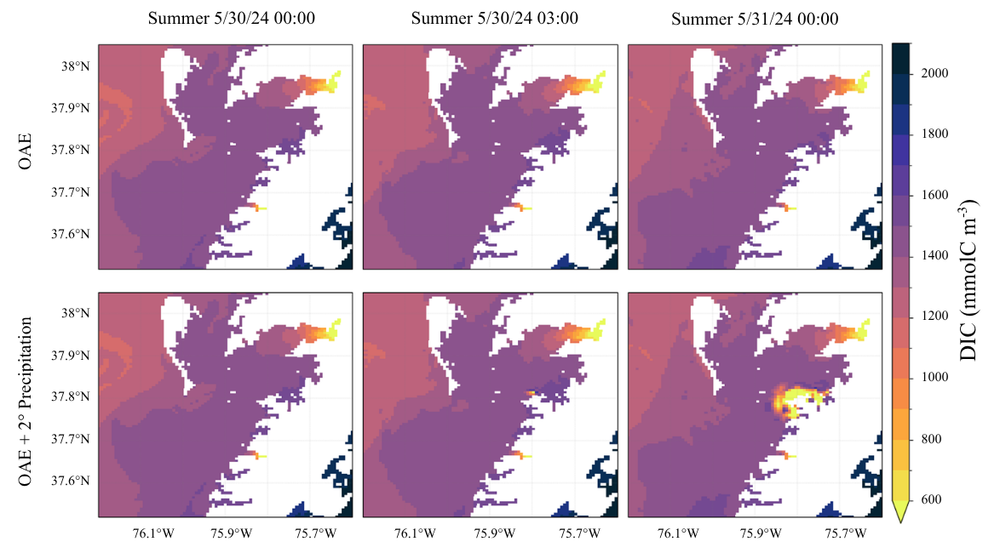 Summer 5/30/24 00:00
Summer 5/30/24 03:00
Summer 5/31/24 00:00
OAE
38°N
37.9°N
37.8°N
37.7°N
37.6°N
OAE + 2° Precipitation
38°N
37.9°N
37.8°N
37.7°N
37.6°N
76.1°W
75.9°W
75.7°W
76.1°W
75.9°W
75.7°W
76.1°W
75.9°W
75.7°W
2000
1800
1600
1400
1200
1000
800
600
DIC (mmolC m⁻³)